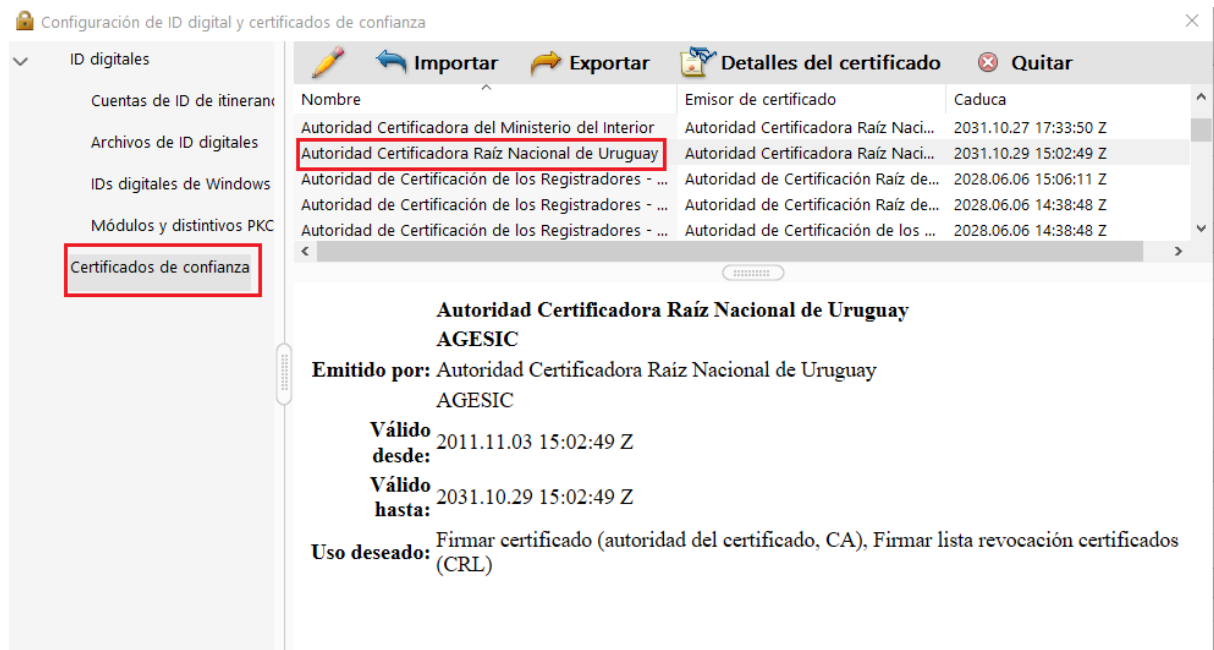 Configuración de ID digital y certificados de confianza
ID digitales
Cuentas de ID de itineranc
Archivos de ID digitales
IDs digitales de Windows
Módulos y distintivos PKC
Certificados de confianza
Importar Exportar Detalles del certificado Quitar
Nombre Emisor de certificado Caduca
Autoridad Certificadora del Ministerio del Interior Autoridad Certificadora Raíz Naci... 2031.10.27 17:33:50 Z
Autoridad Certificadora Raíz Nacional de Uruguay Autoridad Certificadora Raíz Naci... 2031.10.29 15:02:49 Z
Autoridad de Certificación de los Registradores - ... Autoridad de Certificación Raíz de... 2028.06.06 15:06:11 Z
Autoridad de Certificación de los Registradores - ... Autoridad de Certificación Raíz de... 2028.06.06 14:38:48 Z
Autoridad de Certificación de los Registradores - ... Autoridad de Certificación de los ... 2028.06.06 14:38:48 Z
Autoridad Certificadora Raíz Nacional de Uruguay
AGESIC
Emitido por: Autoridad Certificadora Raíz Nacional de Uruguay
AGESIC
Válido
desde: 2011.11.03 15:02:49 Z
Válido
hasta: 2031.10.29 15:02:49 Z
Uso deseado: Firmar certificado (autoridad del certificado, CA), Firmar lista revocación certificados
(CRL)